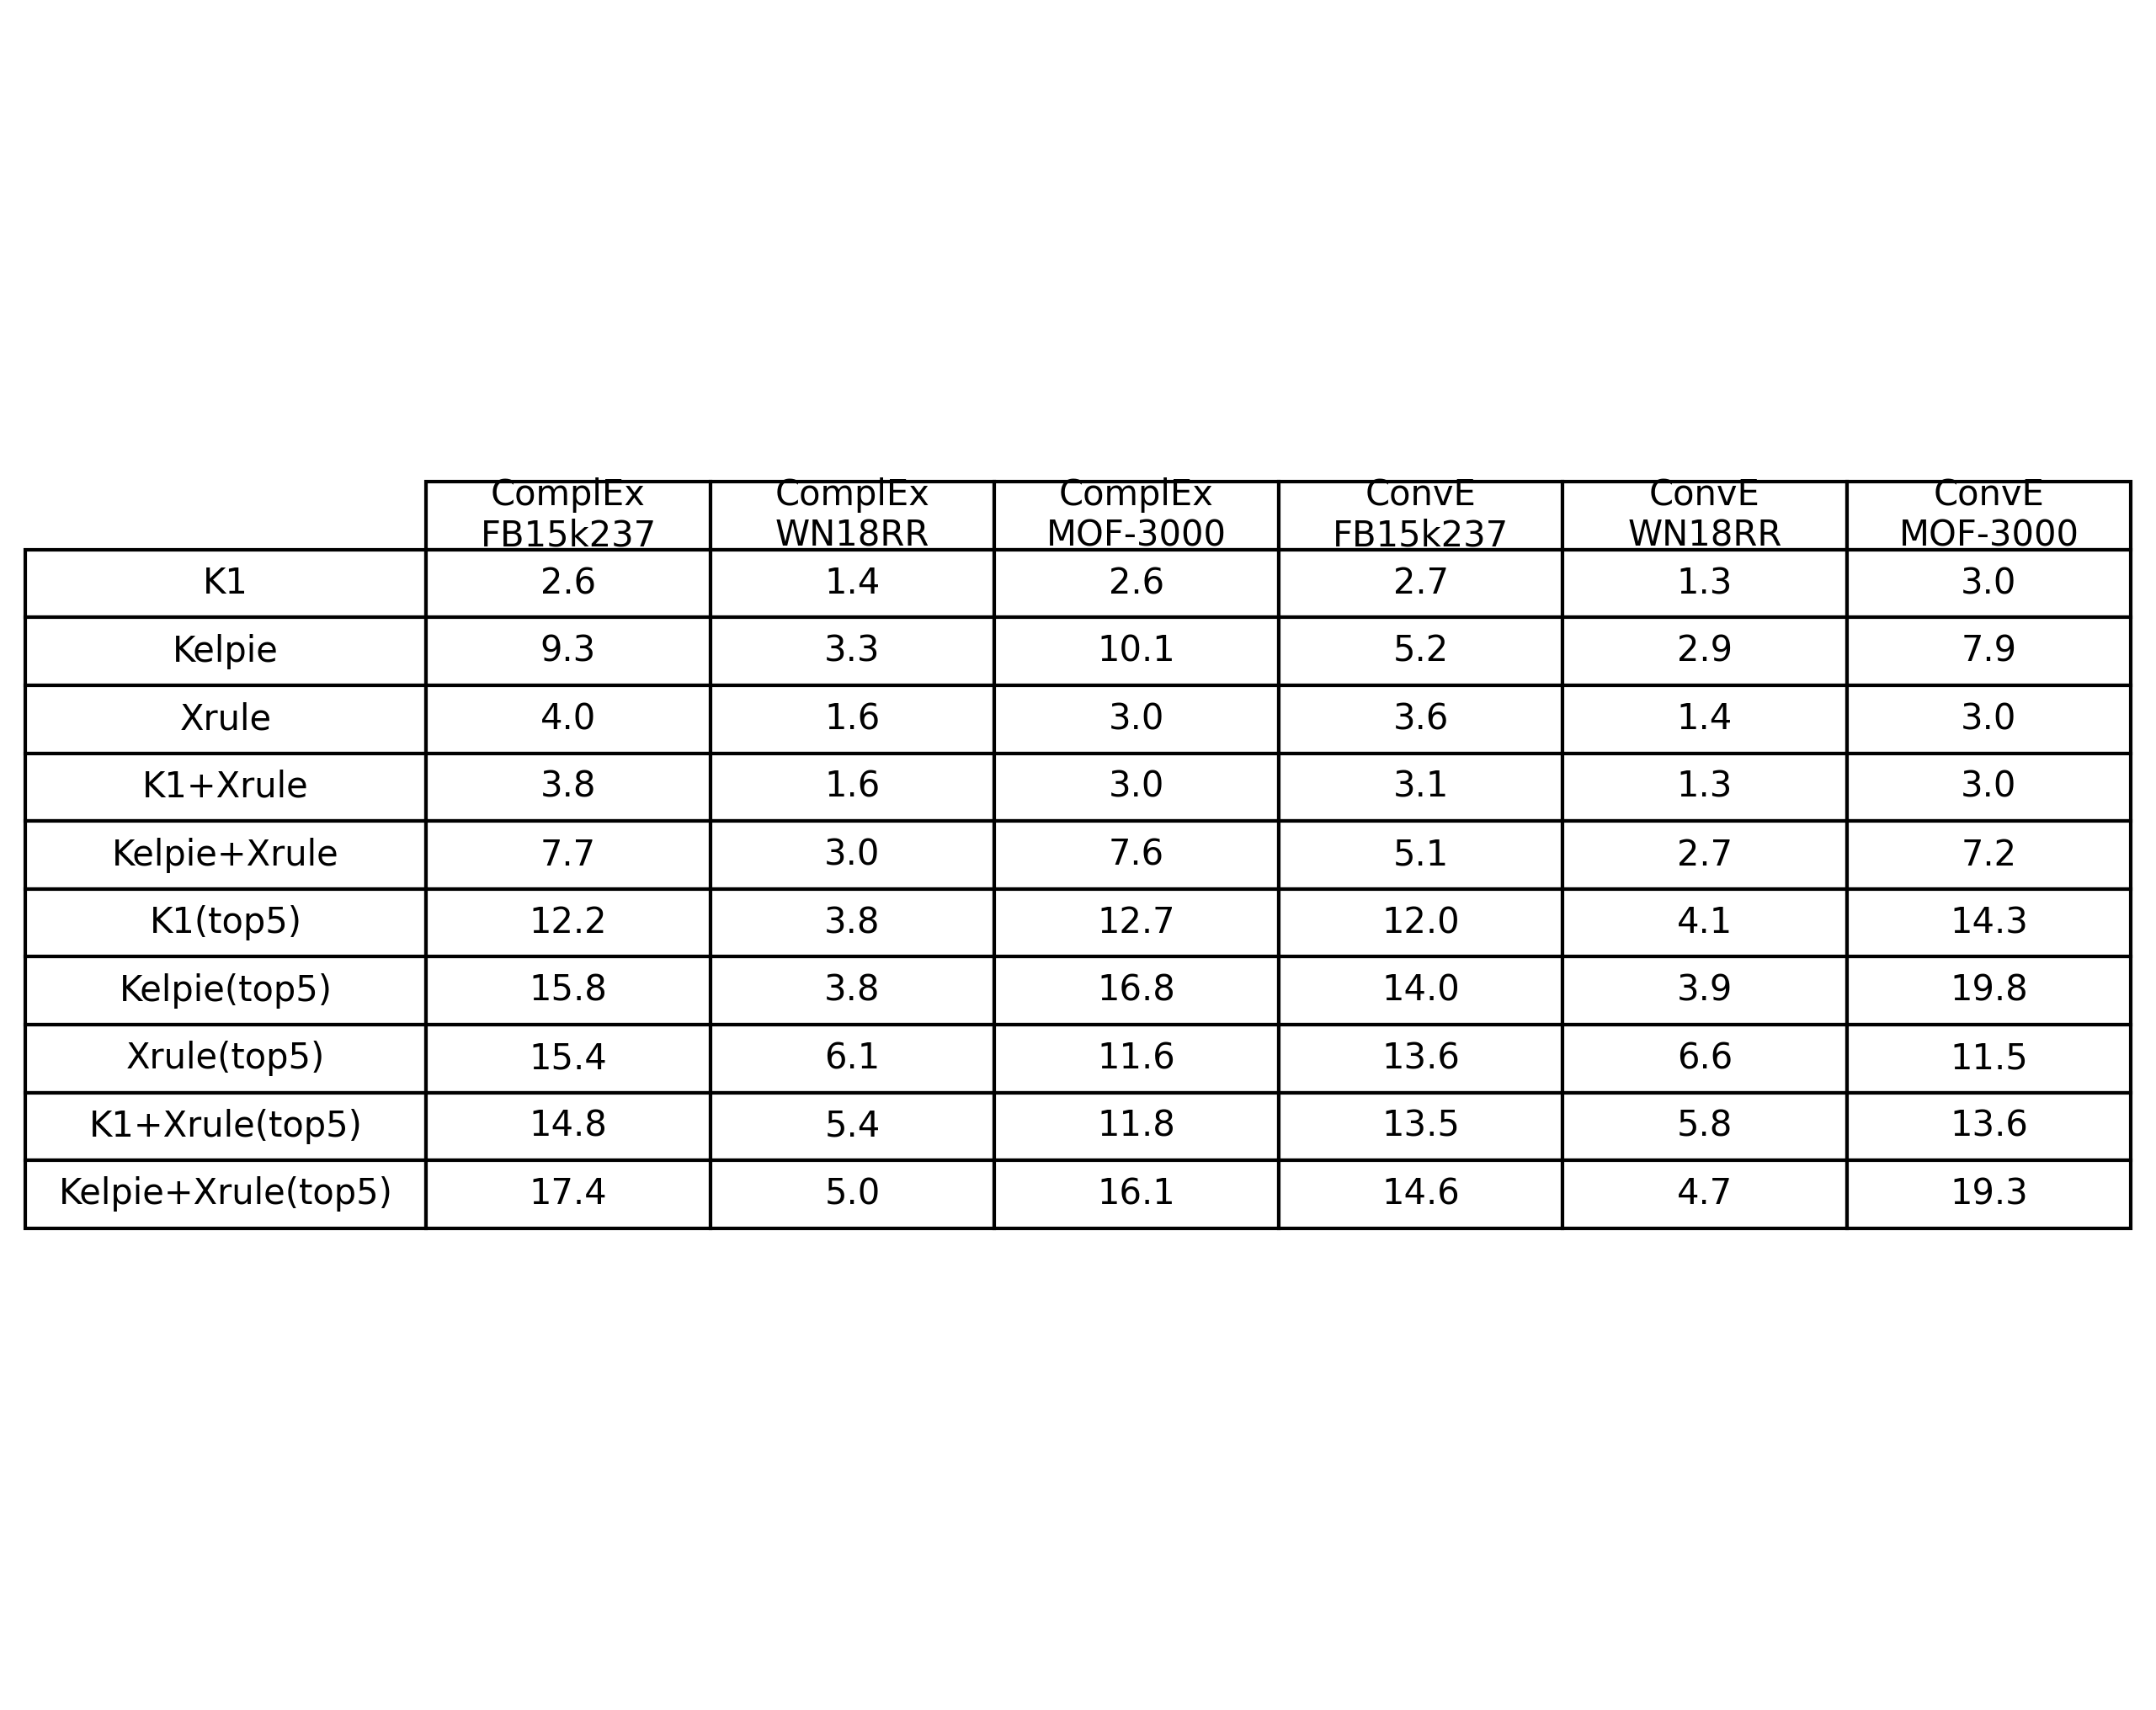 ComplEx ComplEx ComplEx ConvE ConvE ConvE
FB15k237 WN18RR MOF-3000 FB15k237 WN18RR MOF-3000
K1 2.6 1.4 2.6 2.7 1.3 3.0
Kelpie 9.3 3.3 10.1 5.2 2.9 7.9
Xrule 4.0 1.6 3.0 3.6 1.4 3.0
K1+Xrule 3.8 1.6 3.0 3.1 1.3 3.0
Kelpie+Xrule 7.7 3.0 7.6 5.1 2.7 7.2
K1(top5) 12.2 3.8 12.7 12.0 4.1 14.3
Kelpie(top5) 15.8 3.8 16.8 14.0 3.9 19.8
Xrule(top5) 15.4 6.1 11.6 13.6 6.6 11.5
K1+Xrule(top5) 14.8 5.4 11.8 13.5 5.8 13.6
Kelpie+Xrule(top5) 17.4 5.0 16.1 14.6 4.7 19.3